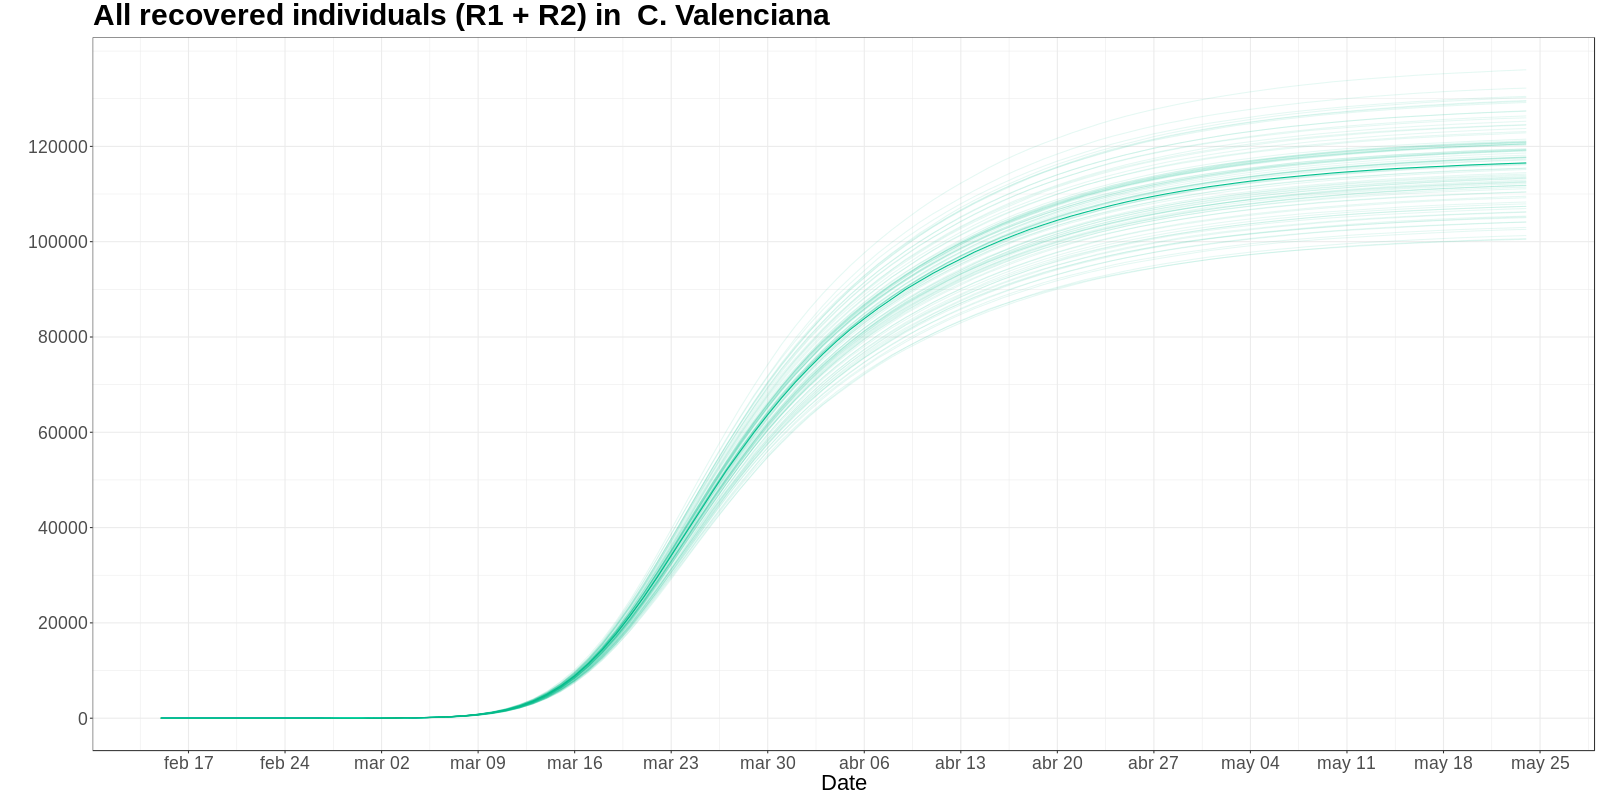 All recovered individuals (R1 + R2) in  C. Valenciana
120000
100000
80000
60000
40000
20000
0
feb 17 feb 24 mar 02 mar 09 mar 16 mar 23 mar 30 abr 06 abr 13 abr 20 abr 27 may 04 may 11 may 18 may 25
Date